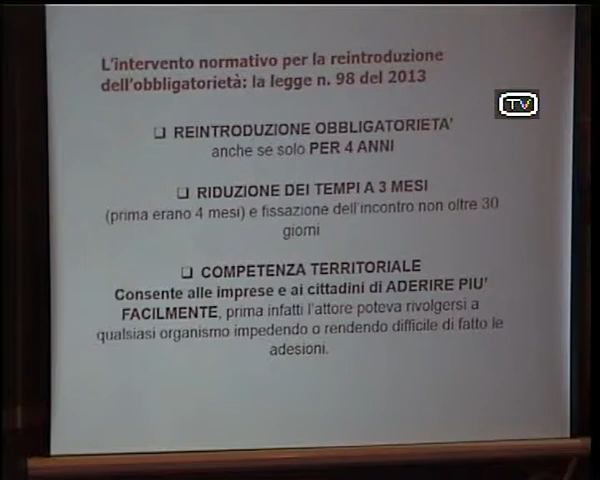 L'intervento normativo per la reintroduzione
dell'obbligatorietà: la legge n. 98 del 2013
TV
❑ REINTRODUZIONE OBBLIGATORIETA'
anche se solo PER 4 ANNI
❑ RIDUZIONE DEI TEMPI A 3 MESI
(prima erano 4 mesi) e fissazione dell'incontro non oltre 30
giorni
❑ COMPETENZA TERRITORIALE
Consente alle imprese e ai cittadini di ADERIRE PIU'
FACILMENTE, prima infatti l'attore poteva rivolgersi a
qualsiasi organismo impedendo o rendendo difficile di fatto le
adesioni.